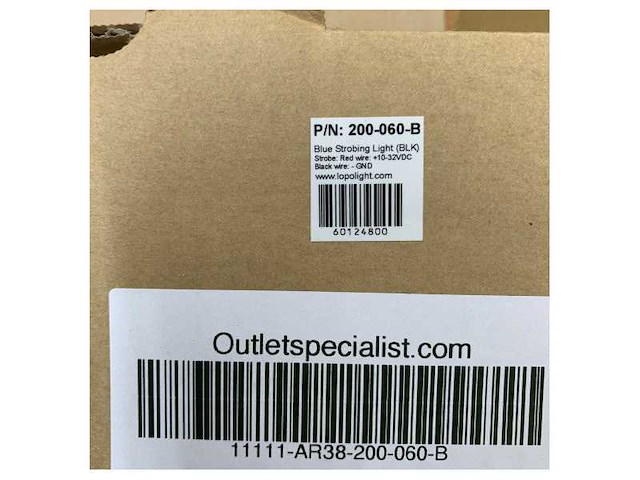 P/N: 200-060-B
Blue Strobing Light (BLK)
Strobe: Red wire: +10-32VDC
Black wire: - GND
www.lopolight.com
60124800
Outletspecialist.com
11111-AR38-200-060-B